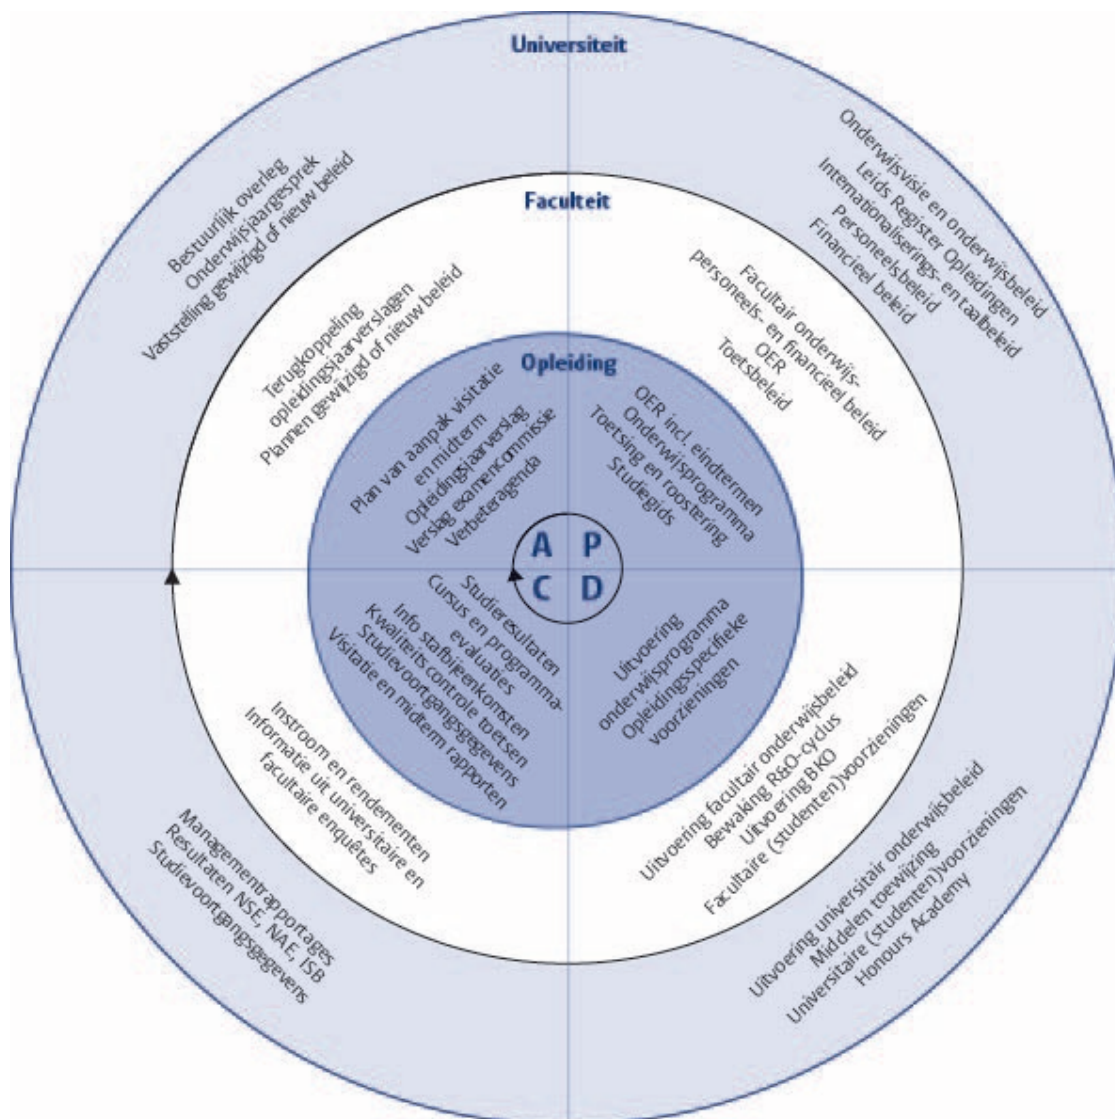 Universiteit
Bestuurlijk overleg
Onderwijsjaargesprek
Vaststelling gewijzigd of nieuw beleid
Onderwijsvisie en onderwijsbeleid
Leids Register Opleidingen
Internationaliserings- en taalbeleid
Personeelsbeleid
Financieel beleid
Faculteit
Terugkoppeling
opleidingsjaarverslagen
Plannen gewijzigd of nieuw beleid
Facultair onderwijs-
personeels- en financieel beleid
OER
Toetsbeleid
Opleiding
Plan van aanpak visitatie
en midterm
Opleidingsjaarverslag
Verslag examencommissie
Verbeteragenda
OER incl. eindtermen
Onderwijsprogramma
Toetsing en roostering
Studiegids
A P
C D
Studieresultaten
Cursus en programma-
evaluaties
Info stafbijeenkomsten
Kwaliteitscontrole toetsen
Studievoortgangsgegevens
Visitatie en midterm rapporten
Uitvoering
onderwijsprogramma
Opleidingsspecifieke
voorzieningen
Instroom en rendementen
Informatie uit universitaire en
facultaire enquêtes
Uitvoering facultair onderwijsbeleid
Bewaking R&O-cyclus
Uitvoering BKO
Facultaire (studenten)voorzieningen
Managementrapportages
Resultaten NSE, NAE, ISB
Studievoortgangsgegevens
Uitvoering universitair onderwijsbeleid
Middelen toewijzing
Universitaire (studenten)voorzieningen
Honours Academy